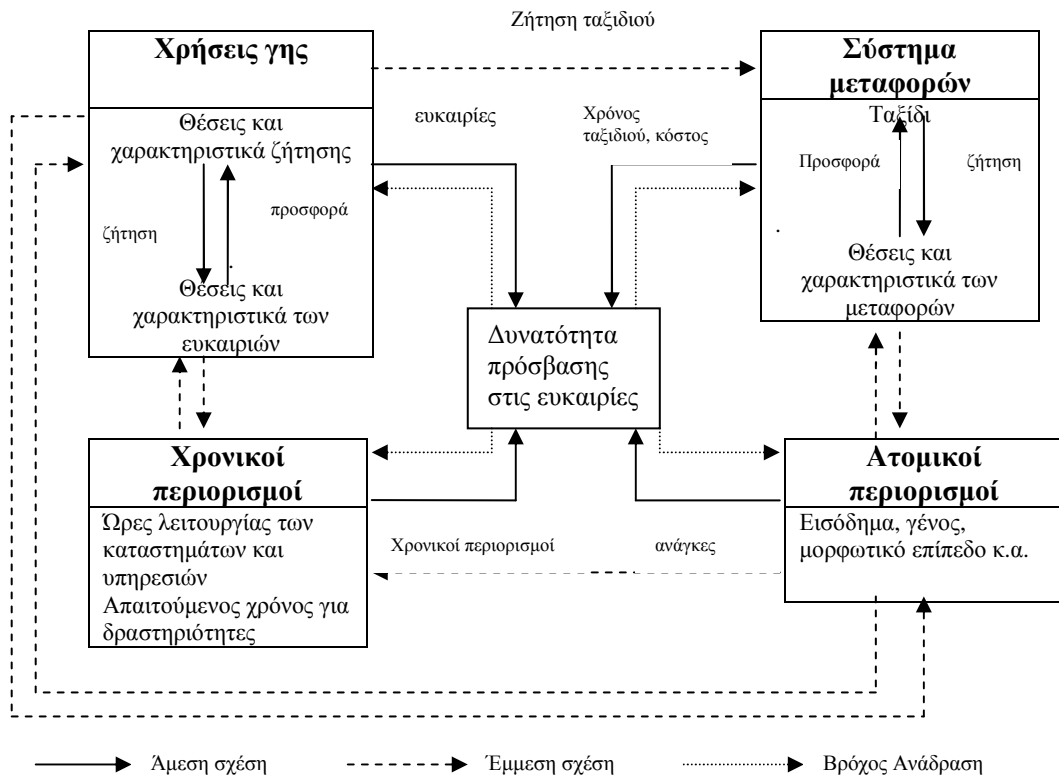 Ζήτηση ταξιδιού
Χρήσεις γης
Θέσεις και
χαρακτηριστικά ζήτησης
ζήτηση
προσφορά
Θέσεις και
χαρακτηριστικά των
ευκαιριών
ευκαιρίες
Χρόνος
ταξιδιού, κόστος
Σύστημα
μεταφορών
Ταξίδι
Προσφορά
ζήτηση
Θέσεις και
χαρακτηριστικά των
μεταφορών
Δυνατότητα
πρόσβασης
στις ευκαιρίες
Χρονικοί
περιορισμοί
Ώρες λειτουργίας των
καταστημάτων και
υπηρεσιών
Απαιτούμενος χρόνος για
δραστηριότητες
Χρονικοί περιορισμοί
ανάγκες
Ατομικοί
περιορισμοί
Εισόδημα, γένος,
μορφωτικό επίπεδο κ.α.
Άμεση σχέση
Έμμεση σχέση
Βρόχος Ανάδραση